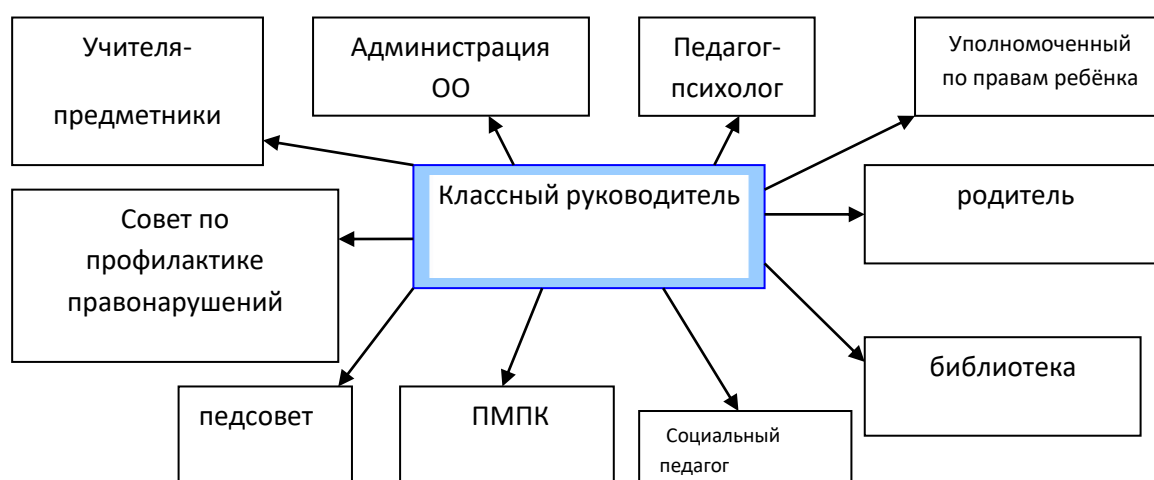 Учителя-
предметники
Администрация
ОО
Педагог-
психолог
Уполномоченный
по правам ребёнка
Классный руководитель
родитель
Совет по
профилактике
правонарушений
библиотека
педсовет
ПМПК
Социальный
педагог